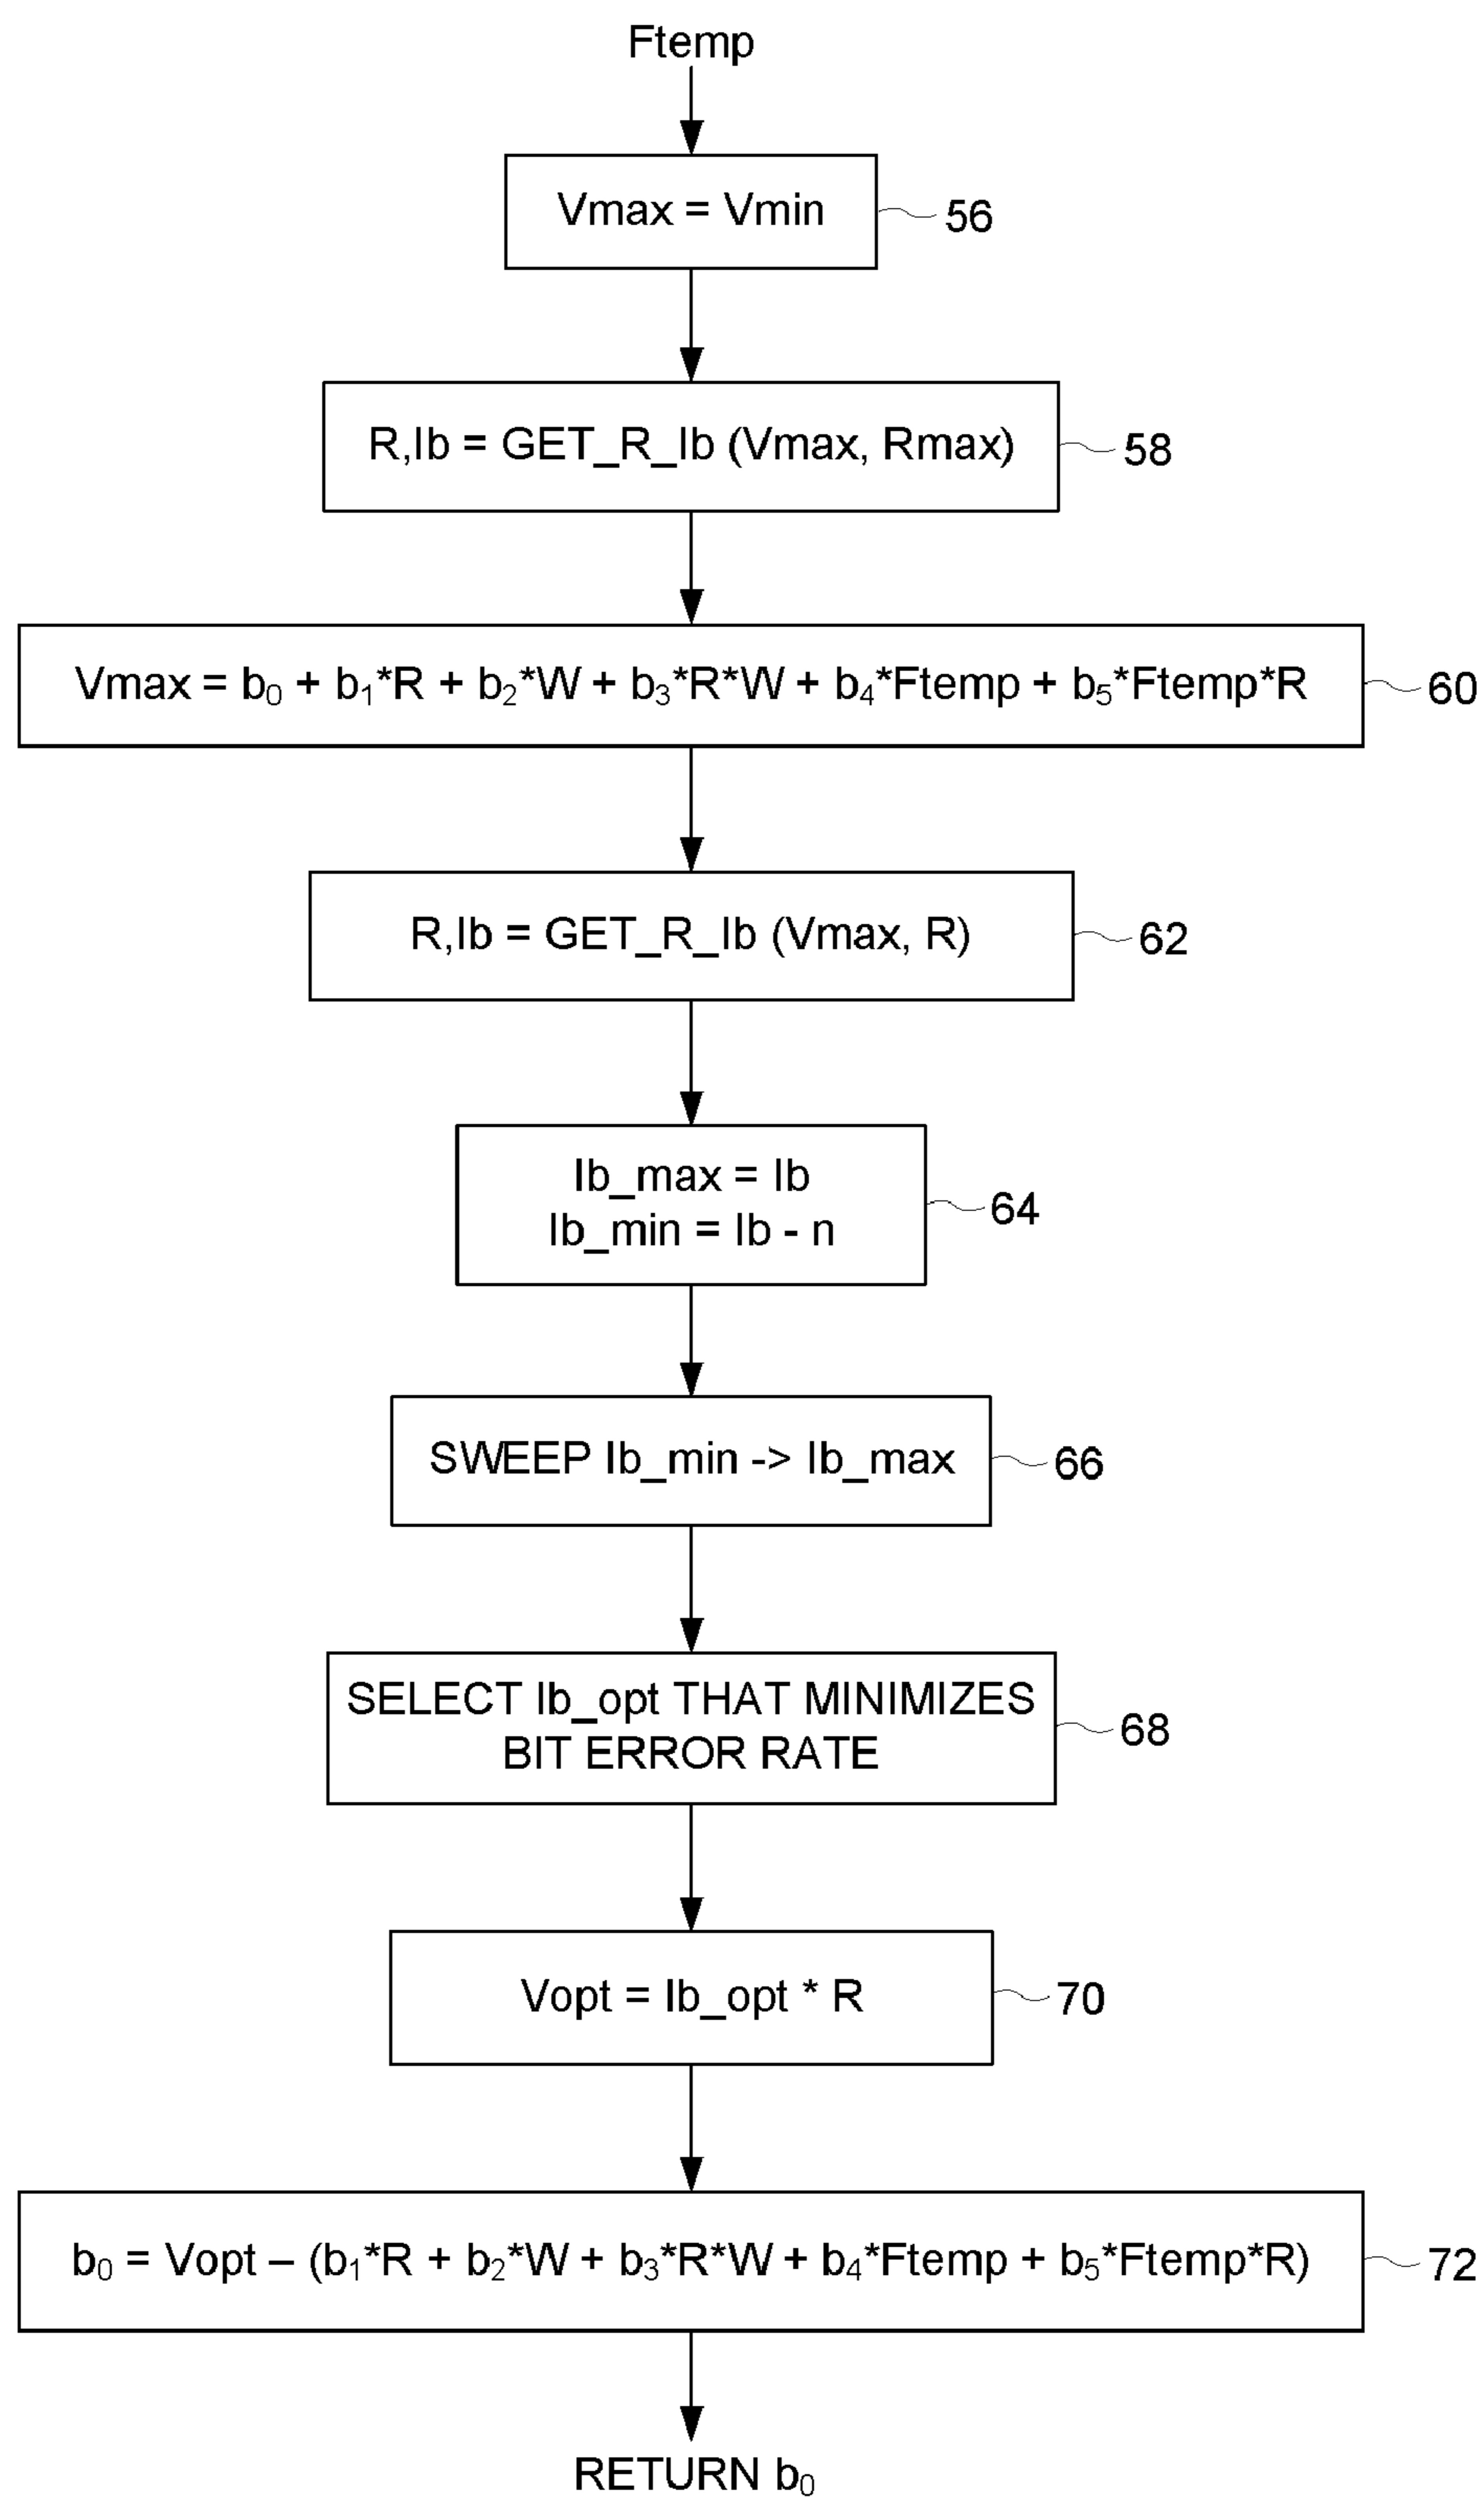 Ftemp
Vmax = Vmin
56
R,Ib = GET_R_Ib (Vmax, Rmax)
58
Vmax = b₀ + b₁*R + b₂*W + b₃*R*W + b₄*Ftemp + b₅*Ftemp*R
60
R,Ib = GET_R_Ib (Vmax, R)
62
Ib_max = Ib
Ib_min = Ib - n
64
SWEEP Ib_min -> Ib_max
66
SELECT Ib_opt THAT MINIMIZES
BIT ERROR RATE
68
Vopt = Ib_opt * R
70
b₀ = Vopt – (b₁*R + b₂*W + b₃*R*W + b₄*Ftemp + b₅*Ftemp*R)
72
RETURN b₀